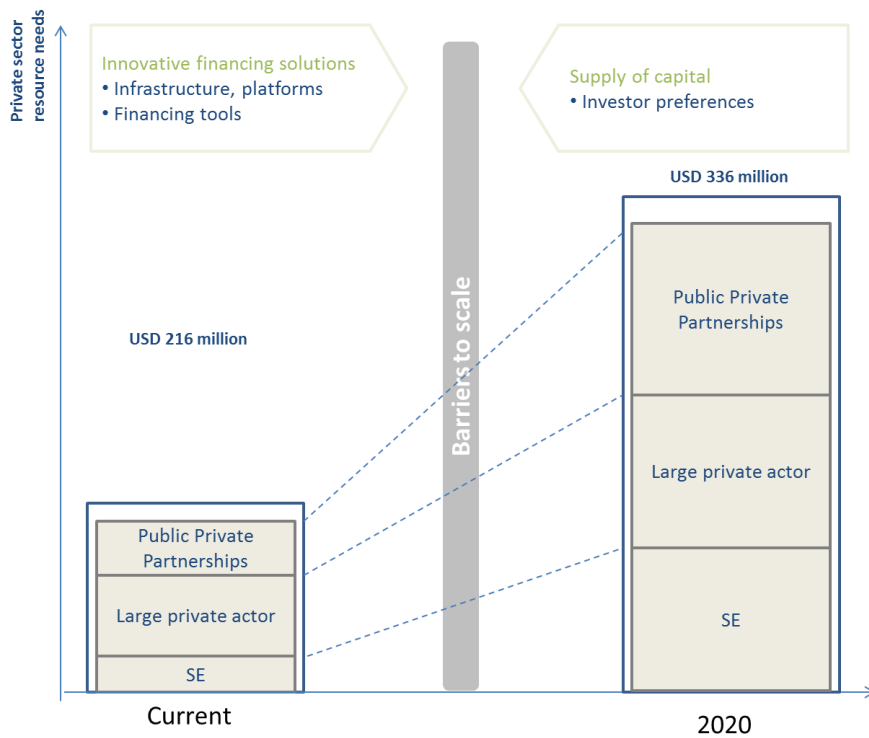 Private sector
resource needs
Innovative financing solutions
• Infrastructure, platforms
• Financing tools
Supply of capital
• Investor preferences
USD 336 million
USD 216 million
Barriers to scale
Public Private
Partnerships
Large private actor
SE
Public Private
Partnerships
Large private actor
SE
Current
2020